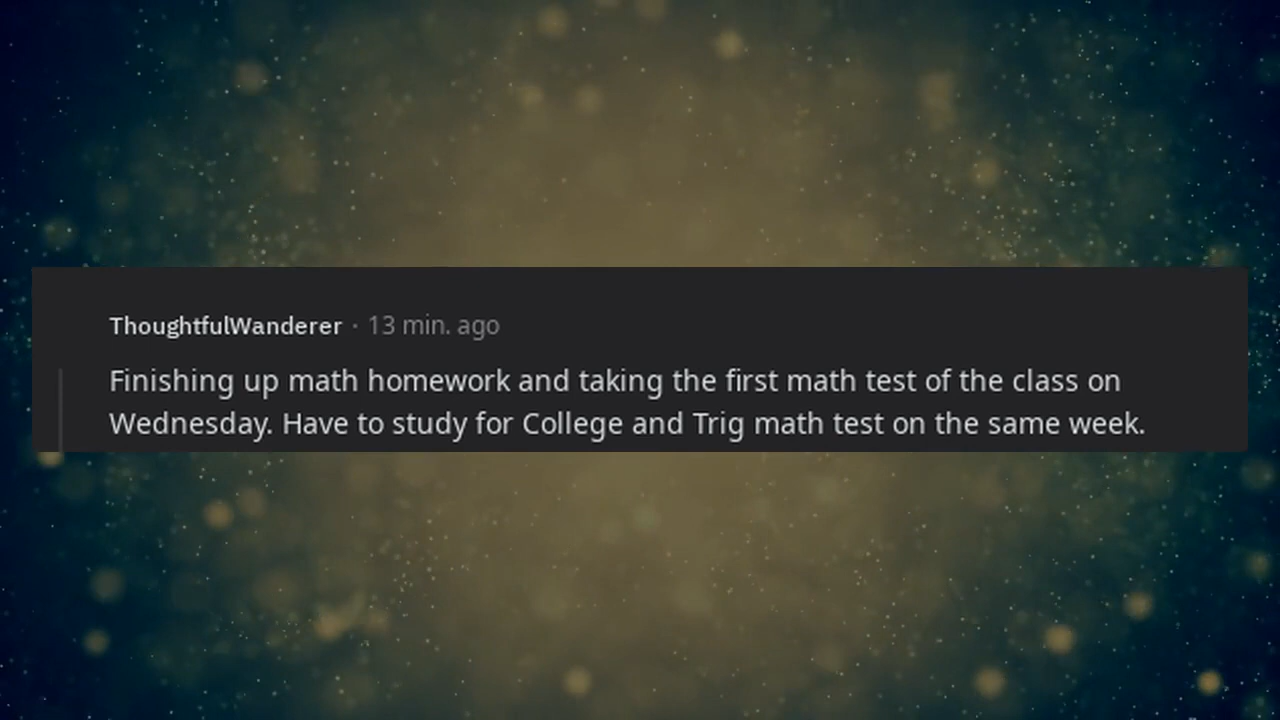 ThoughtfulWanderer · 13 min. ago
Finishing up math homework and taking the first math test of the class on
Wednesday. Have to study for College and Trig math test on the same week.